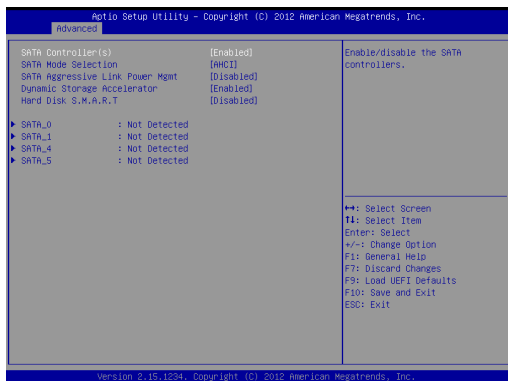 Aptio Setup Utility – Copyright (C) 2012 American Megatrends, Inc.
Advanced
SATA Controller(s) [Enabled]
SATA Mode Selection [AHCI]
SATA Aggressive Link Power Mgmt [Disabled]
Dynamic Storage Accelerator [Enabled]
Hard Disk S.M.A.R.T [Disabled]
SATA_0 : Not Detected
SATA_1 : Not Detected
SATA_4 : Not Detected
SATA_5 : Not Detected
Enable/disable the SATA
controllers.
↔: Select Screen
↑↓: Select Item
Enter: Select
+/-: Change Option
F1: General Help
F7: Discard Changes
F9: Load UEFI Defaults
F10: Save and Exit
ESC: Exit
Version 2.15.1234. Copyright (C) 2012 American Megatrends, Inc.